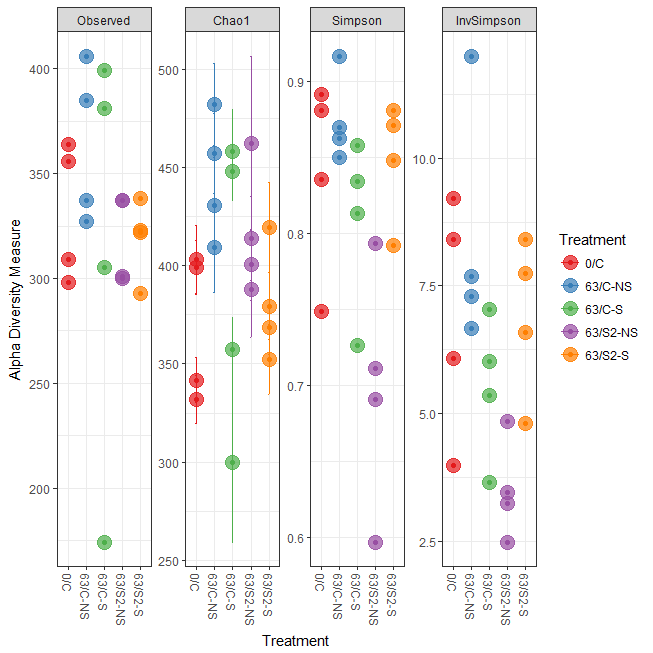 Observed
Chao1
Simpson
InvSimpson
Alpha Diversity Measure
400
350
300
250
200
500
450
400
350
300
250
0.9
0.8
0.7
0.6
10.0
7.5
5.0
2.5
0/C
63/C-NS
63/C-S
63/S2-NS
63/S2-S
0/C
63/C-NS
63/C-S
63/S2-NS
63/S2-S
0/C
63/C-NS
63/C-S
63/S2-NS
63/S2-S
0/C
63/C-NS
63/C-S
63/S2-NS
63/S2-S
Treatment
Treatment
0/C
63/C-NS
63/C-S
63/S2-NS
63/S2-S